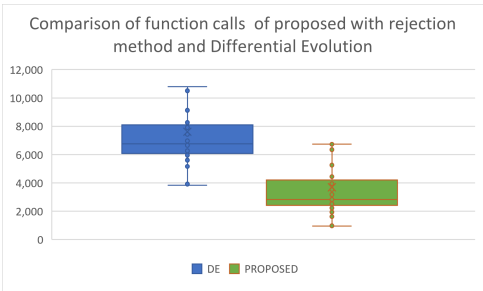 Comparison of function calls of proposed with rejection
method and Differential Evolution
12,000
10,000
8,000
6,000
4,000
2,000
0
DE PROPOSED